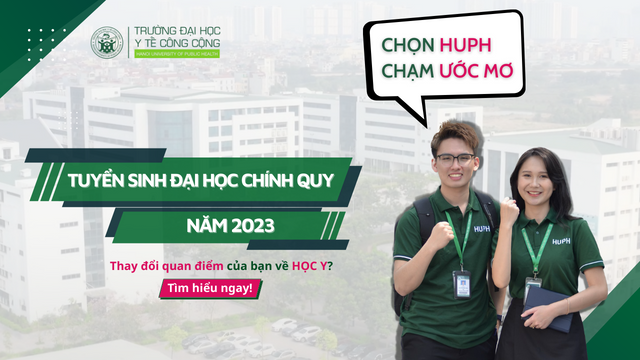 TRƯỜNG ĐẠI HỌC
Y TẾ CÔNG CỘNG
HANOI UNIVERSITY OF PUBLIC HEALTH
CHỌN HUPH
CHẠM ƯỚC MƠ
TUYỂN SINH ĐẠI HỌC CHÍNH QUY
NĂM 2023
Thay đổi quan điểm của bạn về HỌC Y?
Tìm hiểu ngay!
HUPH
HUPH